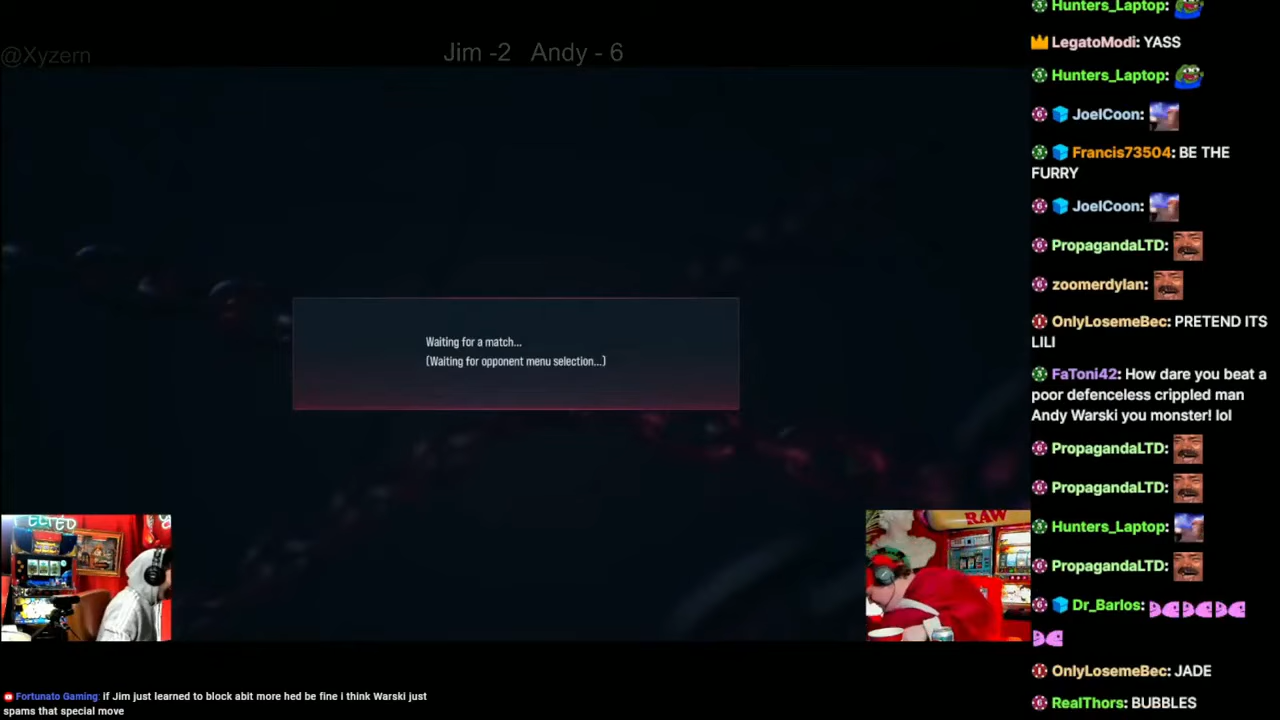 @Xyzern
Jim -2 Andy - 6
Waiting for a match...
(Waiting for opponent menu selection...)
ELTED
RAW
Fortunato Gaming: if Jim just learned to block abit more hed be fine i think Warski just
spams that special move
Hunters_Laptop:
LegatoModi: YASS
Hunters_Laptop:
JoelCoon:
Francis73504: BE THE
FURRY
JoelCoon:
PropagandaLTD:
zoomerdylan:
OnlyLosemeBec: PRETEND ITS
LILI
FaToni42: How dare you beat a
poor defenceless crippled man
Andy Warski you monster! lol
PropagandaLTD:
PropagandaLTD:
Hunters_Laptop:
PropagandaLTD:
Dr_Barlos:
OnlyLosemeBec: JADE
RealThors: BUBBLES